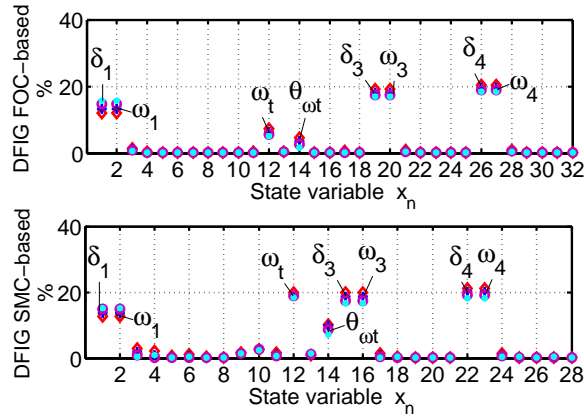 DFIG FOC−based
%
40
20
0
δ1
ω1
ωt
θωt
δ3
ω3
δ4
ω4
2 4 6 8 10 12 14 16 18 20 22 24 26 28 30 32
State variable xn
DFIG SMC−based
%
40
20
0
δ1
ω1
ωt
θωt
δ3
ω3
δ4
ω4
2 4 6 8 10 12 14 16 18 20 22 24 26 28
State variable xn